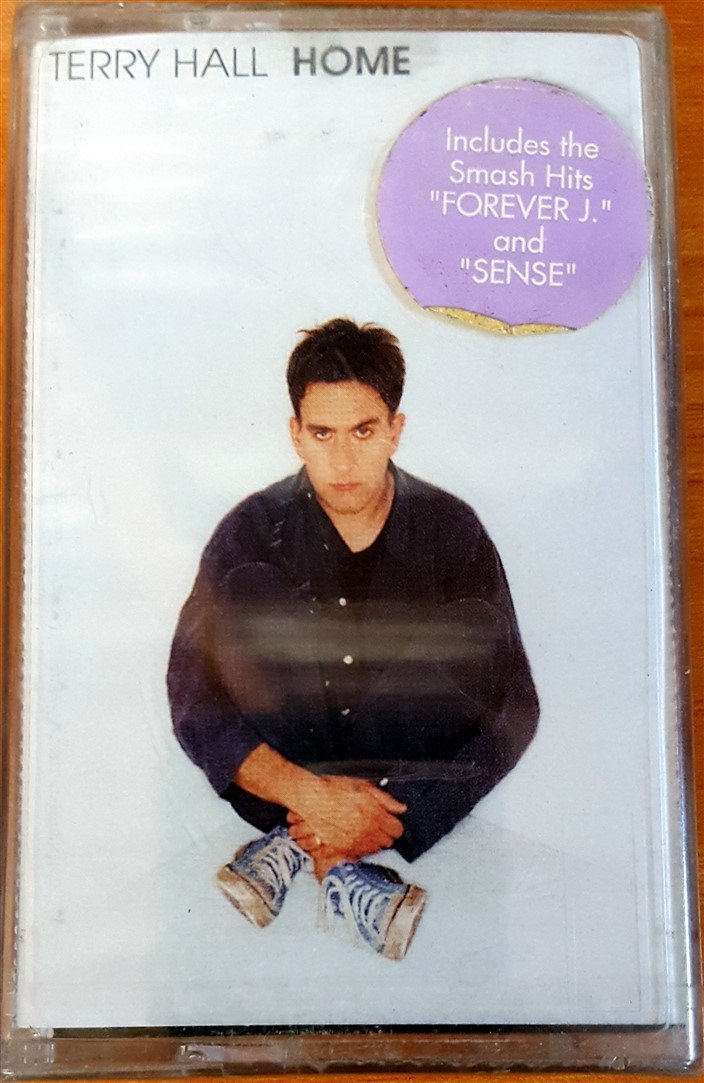 TERRY HALL HOME
Includes the
Smash Hits
"FOREVER J."
and
"SENSE"